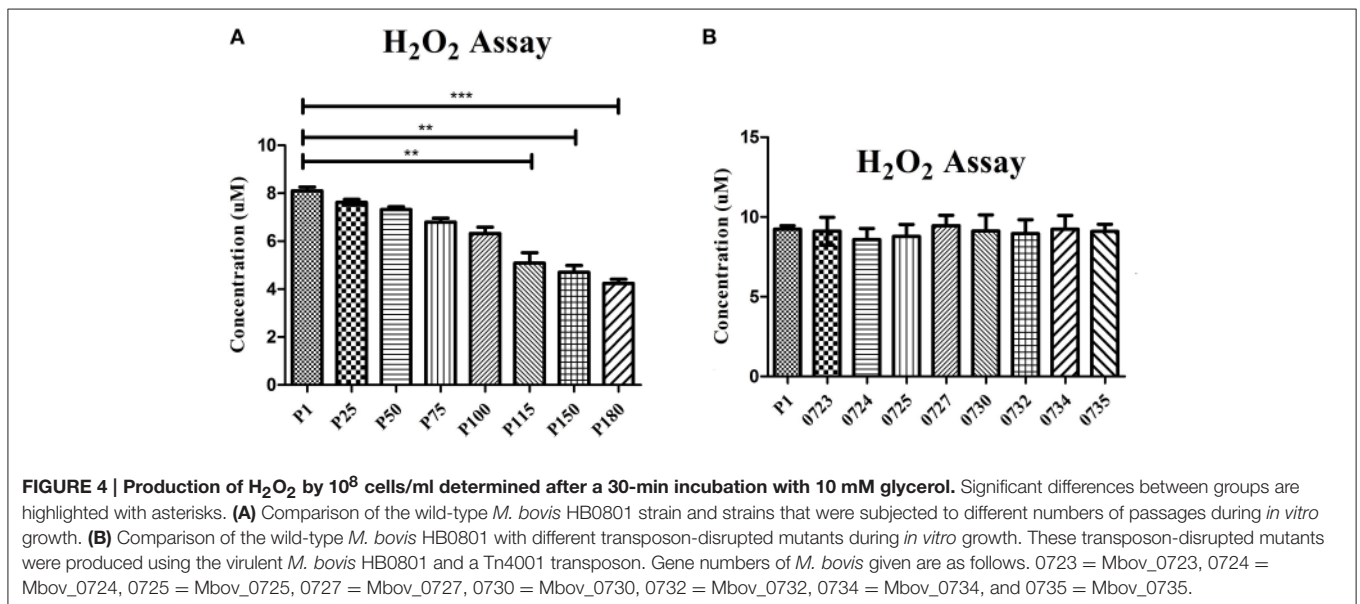 A
H₂O₂ Assay
***
**
**
10
8
6
4
2
0
Concentration (uM)
P1
P25
P50
P75
P100
P115
P150
P180
B
H₂O₂ Assay
15
10
5
0
Concentration (uM)
P1
0723
0724
0725
0727
0730
0732
0734
0735
FIGURE 4 | Production of H₂O₂ by 10⁸ cells/ml determined after a 30-min incubation with 10 mM glycerol. Significant differences between groups are
highlighted with asterisks. (A) Comparison of the wild-type M. bovis HB0801 strain and strains that were subjected to different numbers of passages during in vitro
growth. (B) Comparison of the wild-type M. bovis HB0801 with different transposon-disrupted mutants during in vitro growth. These transposon-disrupted mutants
were produced using the virulent M. bovis HB0801 and a Tn4001 transposon. Gene numbers of M. bovis given are as follows. 0723 = Mbov_0723, 0724 =
Mbov_0724, 0725 = Mbov_0725, 0727 = Mbov_0727, 0730 = Mbov_0730, 0732 = Mbov_0732, 0734 = Mbov_0734, and 0735 = Mbov_0735.